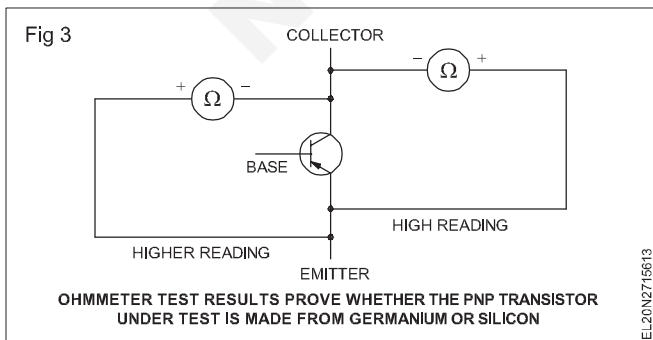 Fig 3
COLLECTOR
+ Ω −
− Ω +
BASE
HIGHER READING
HIGH READING
EMITTER
OHMMETER TEST RESULTS PROVE WHETHER THE PNP TRANSISTOR
UNDER TEST IS MADE FROM GERMANIUM OR SILICON
EL20N2715613